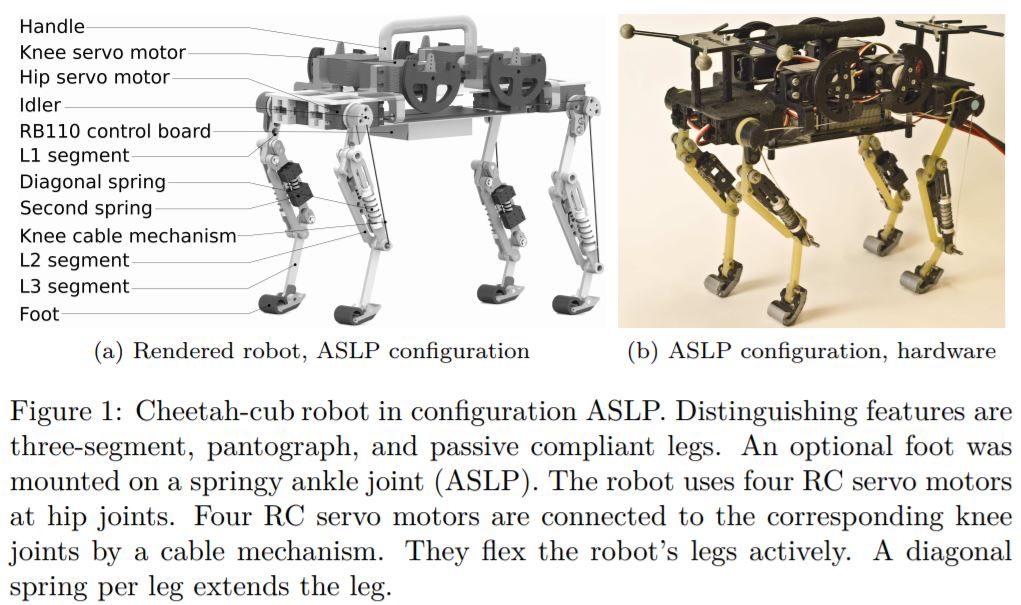 Handle
Knee servo motor
Hip servo motor
Idler
RB110 control board
L1 segment
Diagonal spring
Second spring
Knee cable mechanism
L2 segment
L3 segment
Foot
(a) Rendered robot, ASLP configuration
(b) ASLP configuration, hardware
Figure 1: Cheetah-cub robot in configuration ASLP. Distinguishing features are
three-segment, pantograph, and passive compliant legs. An optional foot was
mounted on a springy ankle joint (ASLP). The robot uses four RC servo motors
at hip joints. Four RC servo motors are connected to the corresponding knee
joints by a cable mechanism. They flex the robot's legs actively. A diagonal
spring per leg extends the leg.